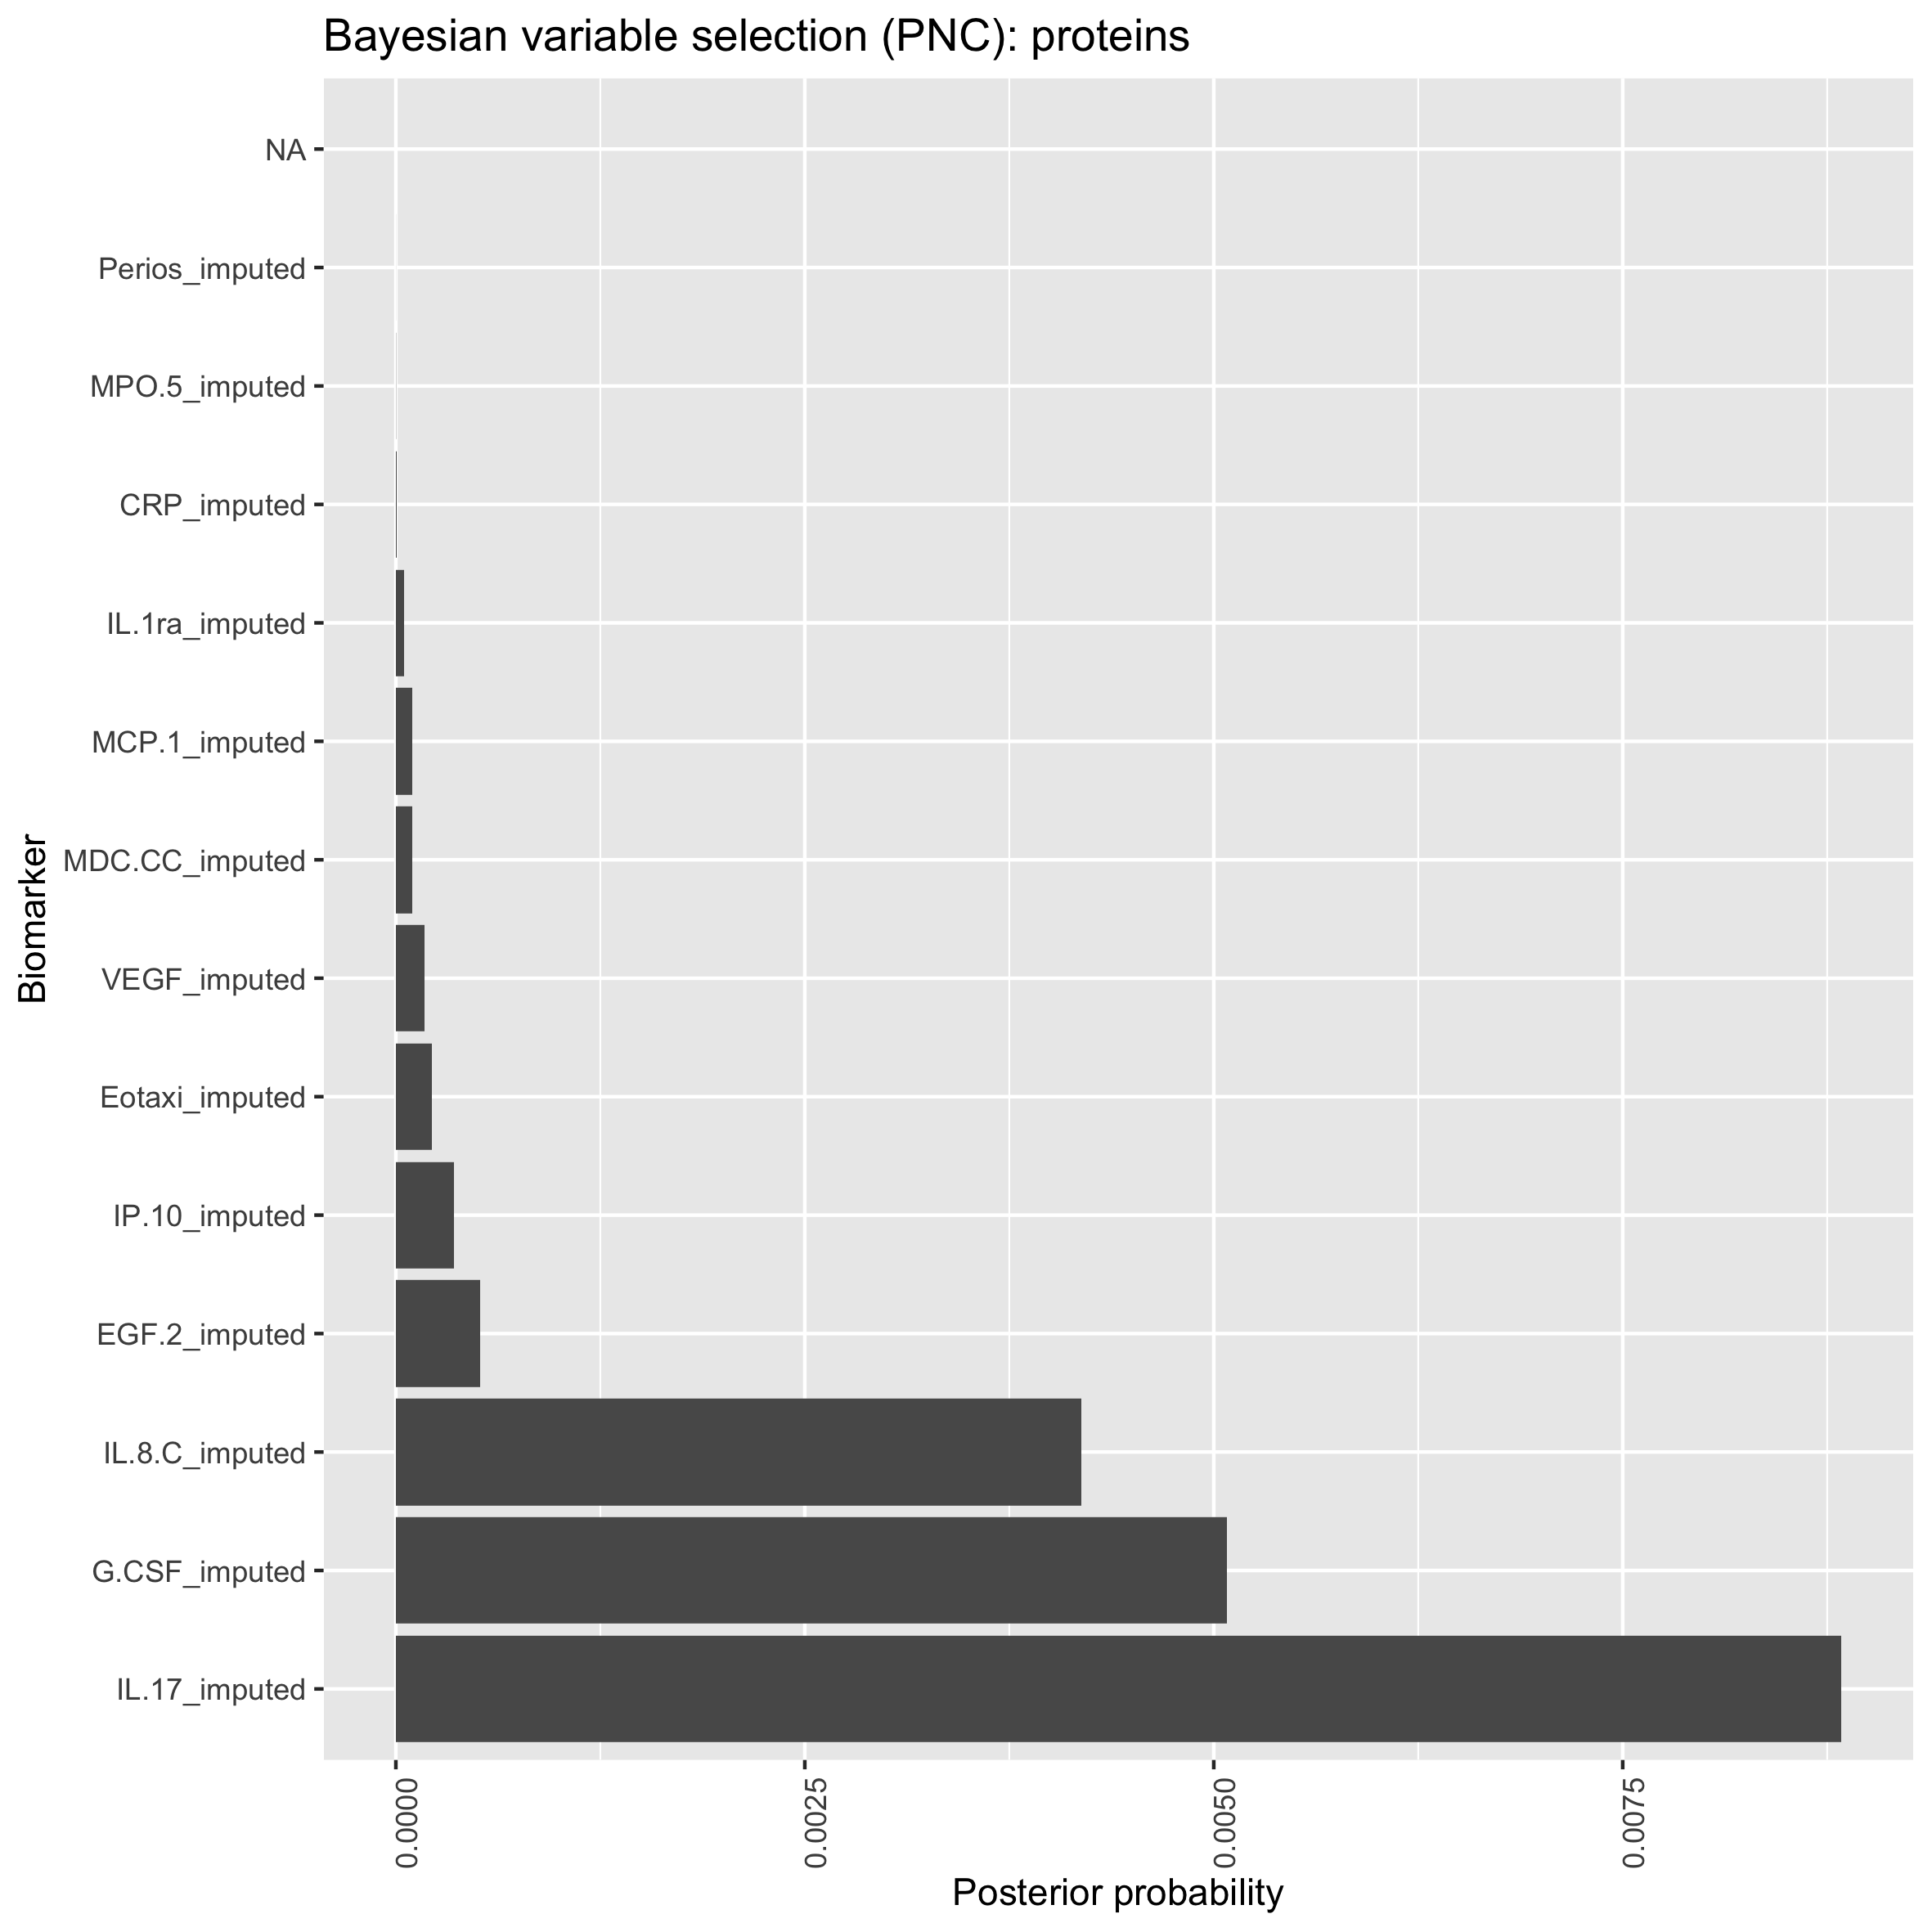 Bayesian variable selection (PNC): proteins
NA
Perios_imputed
MPO.5_imputed
CRP_imputed
IL.1ra_imputed
MCP.1_imputed
MDC.CC_imputed
VEGF_imputed
Eotaxi_imputed
IP.10_imputed
EGF.2_imputed
IL.8.C_imputed
G.CSF_imputed
IL.17_imputed
Biomarker
0.0000
0.0025
0.0050
0.0075
Posterior probability